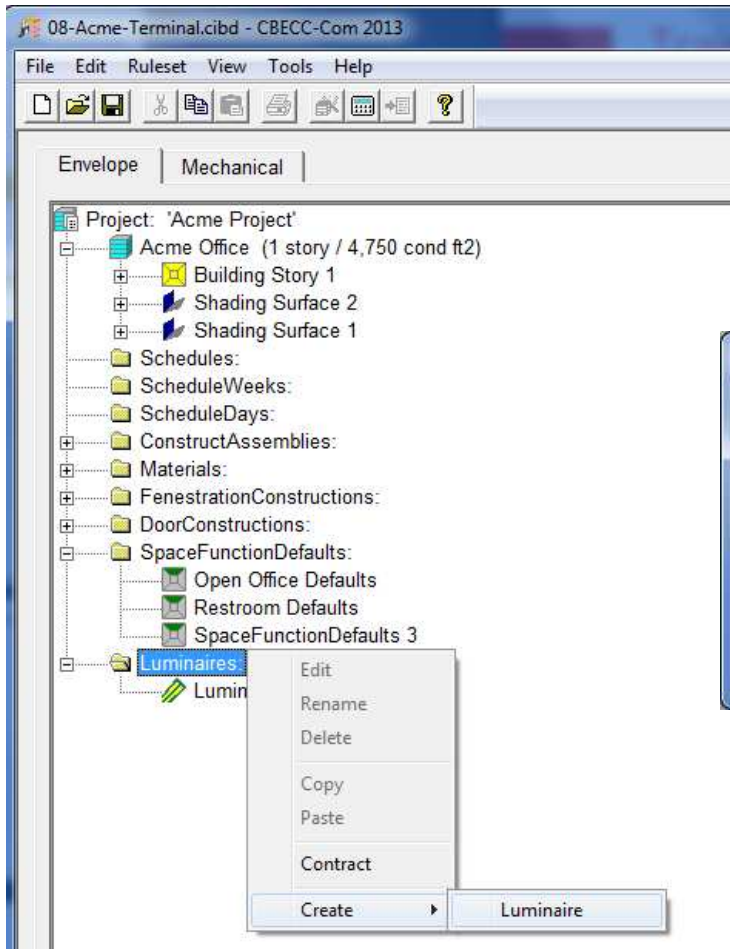 08-Acme-Terminal.cibd - CBECC-Com 2013
File Edit Ruleset View Tools Help
Envelope Mechanical
Project: 'Acme Project'
Acme Office (1 story / 4,750 cond ft2)
Building Story 1
Shading Surface 2
Shading Surface 1
Schedules:
ScheduleWeeks:
ScheduleDays:
ConstructAssemblies:
Materials:
FenestrationConstructions:
DoorConstructions:
SpaceFunctionDefaults:
Open Office Defaults
Restroom Defaults
SpaceFunctionDefaults 3
Luminaires:
Lumin
Edit
Rename
Delete
Copy
Paste
Contract
Create Luminaire